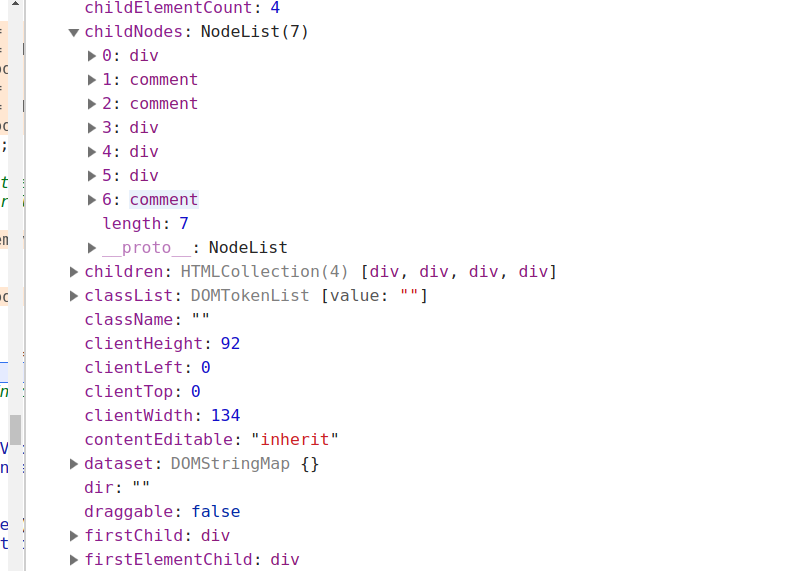 childElementCount: 4
childNodes: NodeList(7)
0: div
1: comment
2: comment
3: div
4: div
5: div
6: comment
length: 7
__proto__: NodeList
children: HTMLCollection(4) [div, div, div, div]
classList: DOMTokenList [value: ""]
className: ""
clientHeight: 92
clientLeft: 0
clientTop: 0
clientWidth: 134
contentEditable: "inherit"
dataset: DOMStringMap {}
dir: ""
draggable: false
firstChild: div
firstElementChild: div